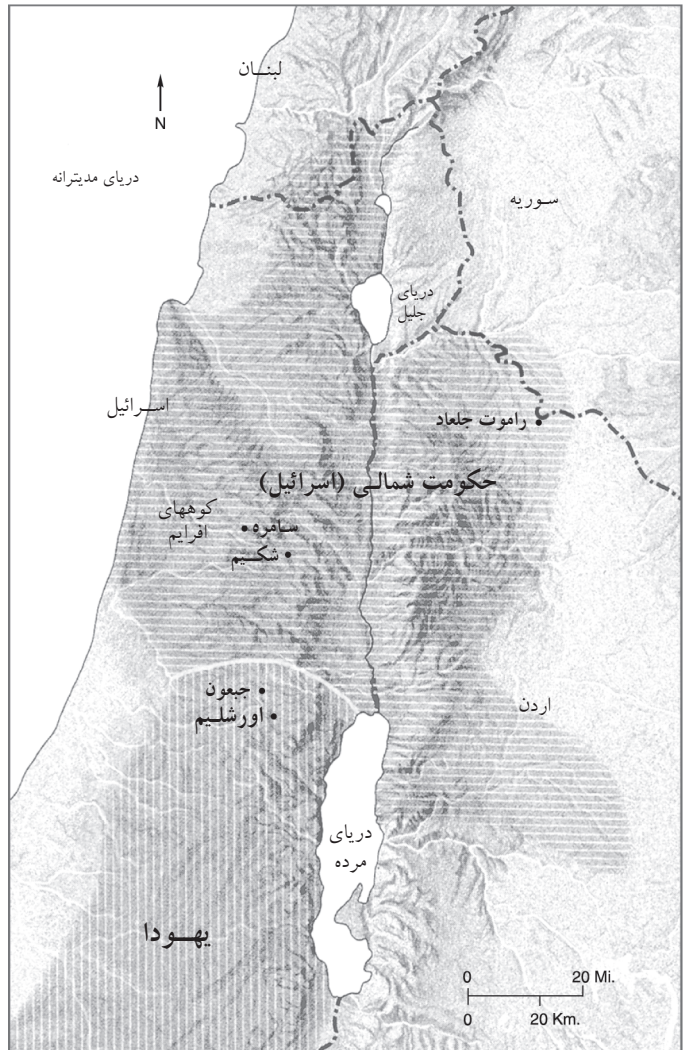 لبنان
N
دریای مدیترانه
سوریه
دریای
جلیل
اسرائیل
راموت جلعاد
حکومت شمالی (اسرائیل)
کوههای
افرایم
سامره
شکیم
جبعون
اورشلیم
اردن
دریای
مرده
یهودا
0 20 Mi.
0 20 Km.